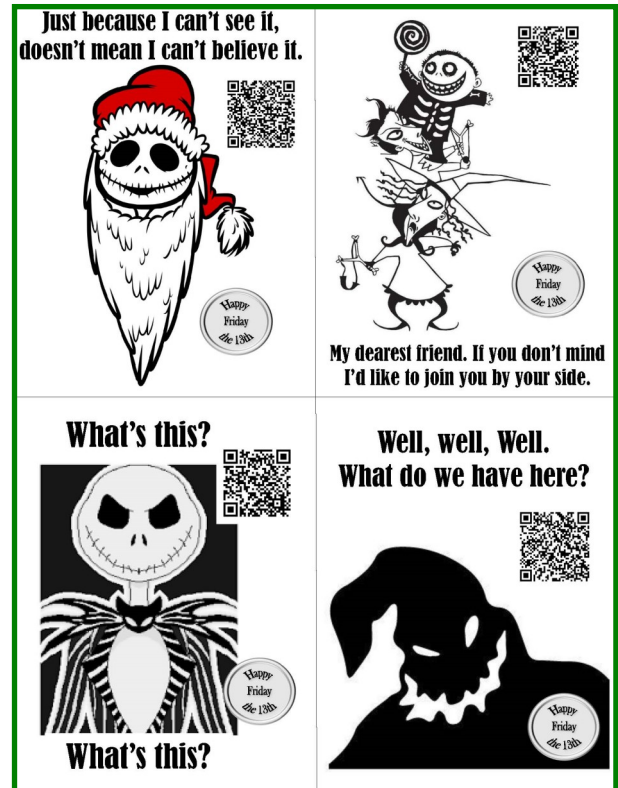 Just because I can't see it,
doesn't mean I can't believe it.
Happy
Friday
the 13th
Happy
Friday
the 13th
My dearest friend. If you don't mind
I'd like to join you by your side.
What's this?
Happy
Friday
the 13th
What's this?
Well, well, Well.
What do we have here?
Happy
Friday
the 13th